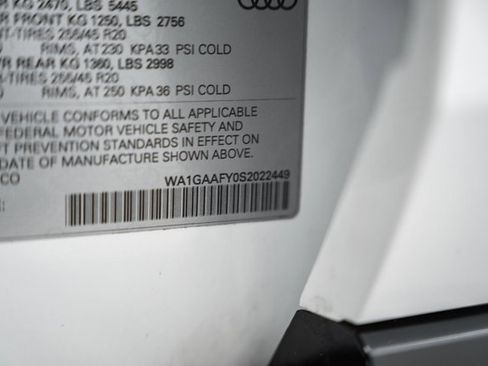 KG 2470, LBS 5445
R FRONT KG 1250, LBS 2756
T-TIRES 255/45 R20
RIMS, AT 230 KPA 33 PSI COLD
R REAR KG 1360, LBS 2998
-TIRES 255/45 R20
RIMS, AT 250 KPA 36 PSI COLD
VEHICLE CONFORMS TO ALL APPLICABLE
FEDERAL MOTOR VEHICLE SAFETY AND
T PREVENTION STANDARDS IN EFFECT ON
DATE OF MANUFACTURE SHOWN ABOVE.
CO
WA1GAAFY0S2022449